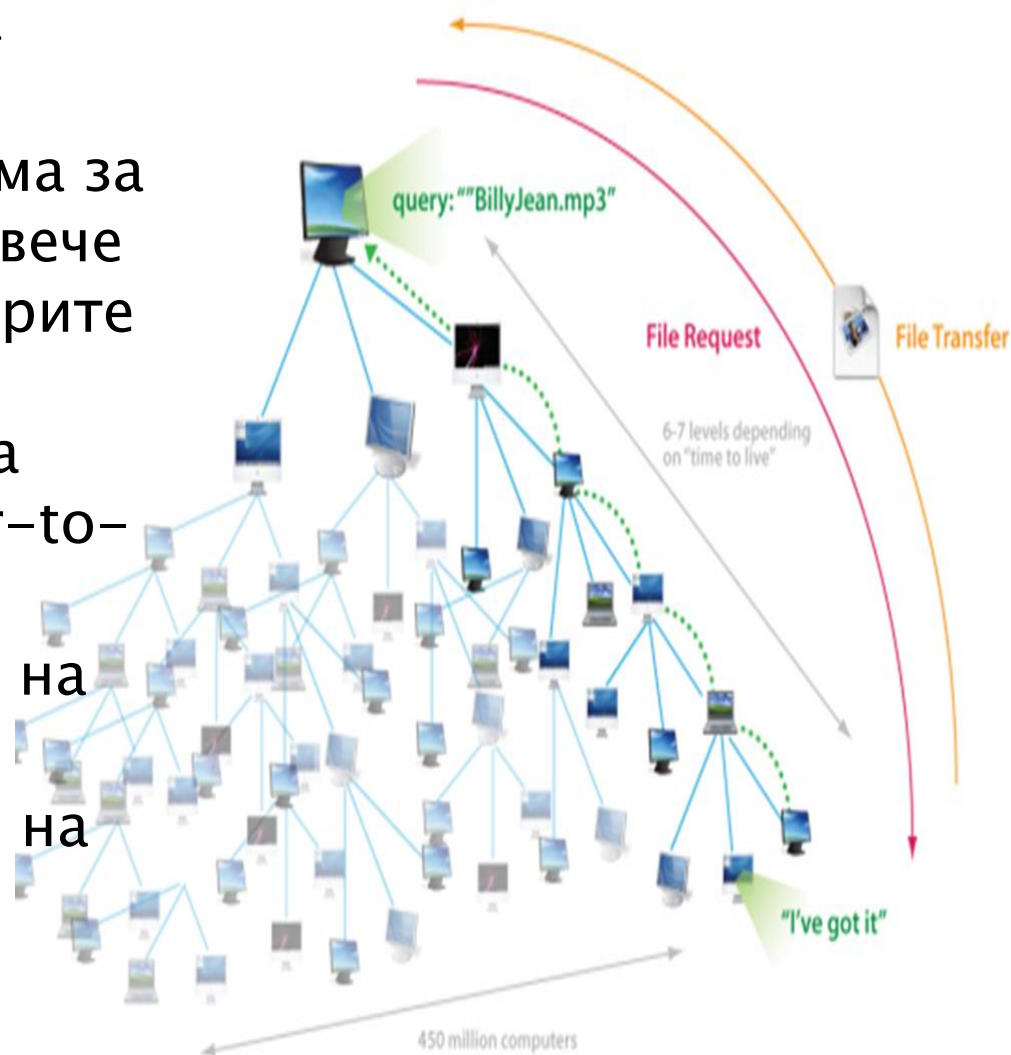 ма за
вече
рите
а
r-to-
на
на
query: ""BillyJean.mp3"
File Request
File Transfer
6-7 levels depending
on "time to live"
"I've got it"
450 million computers